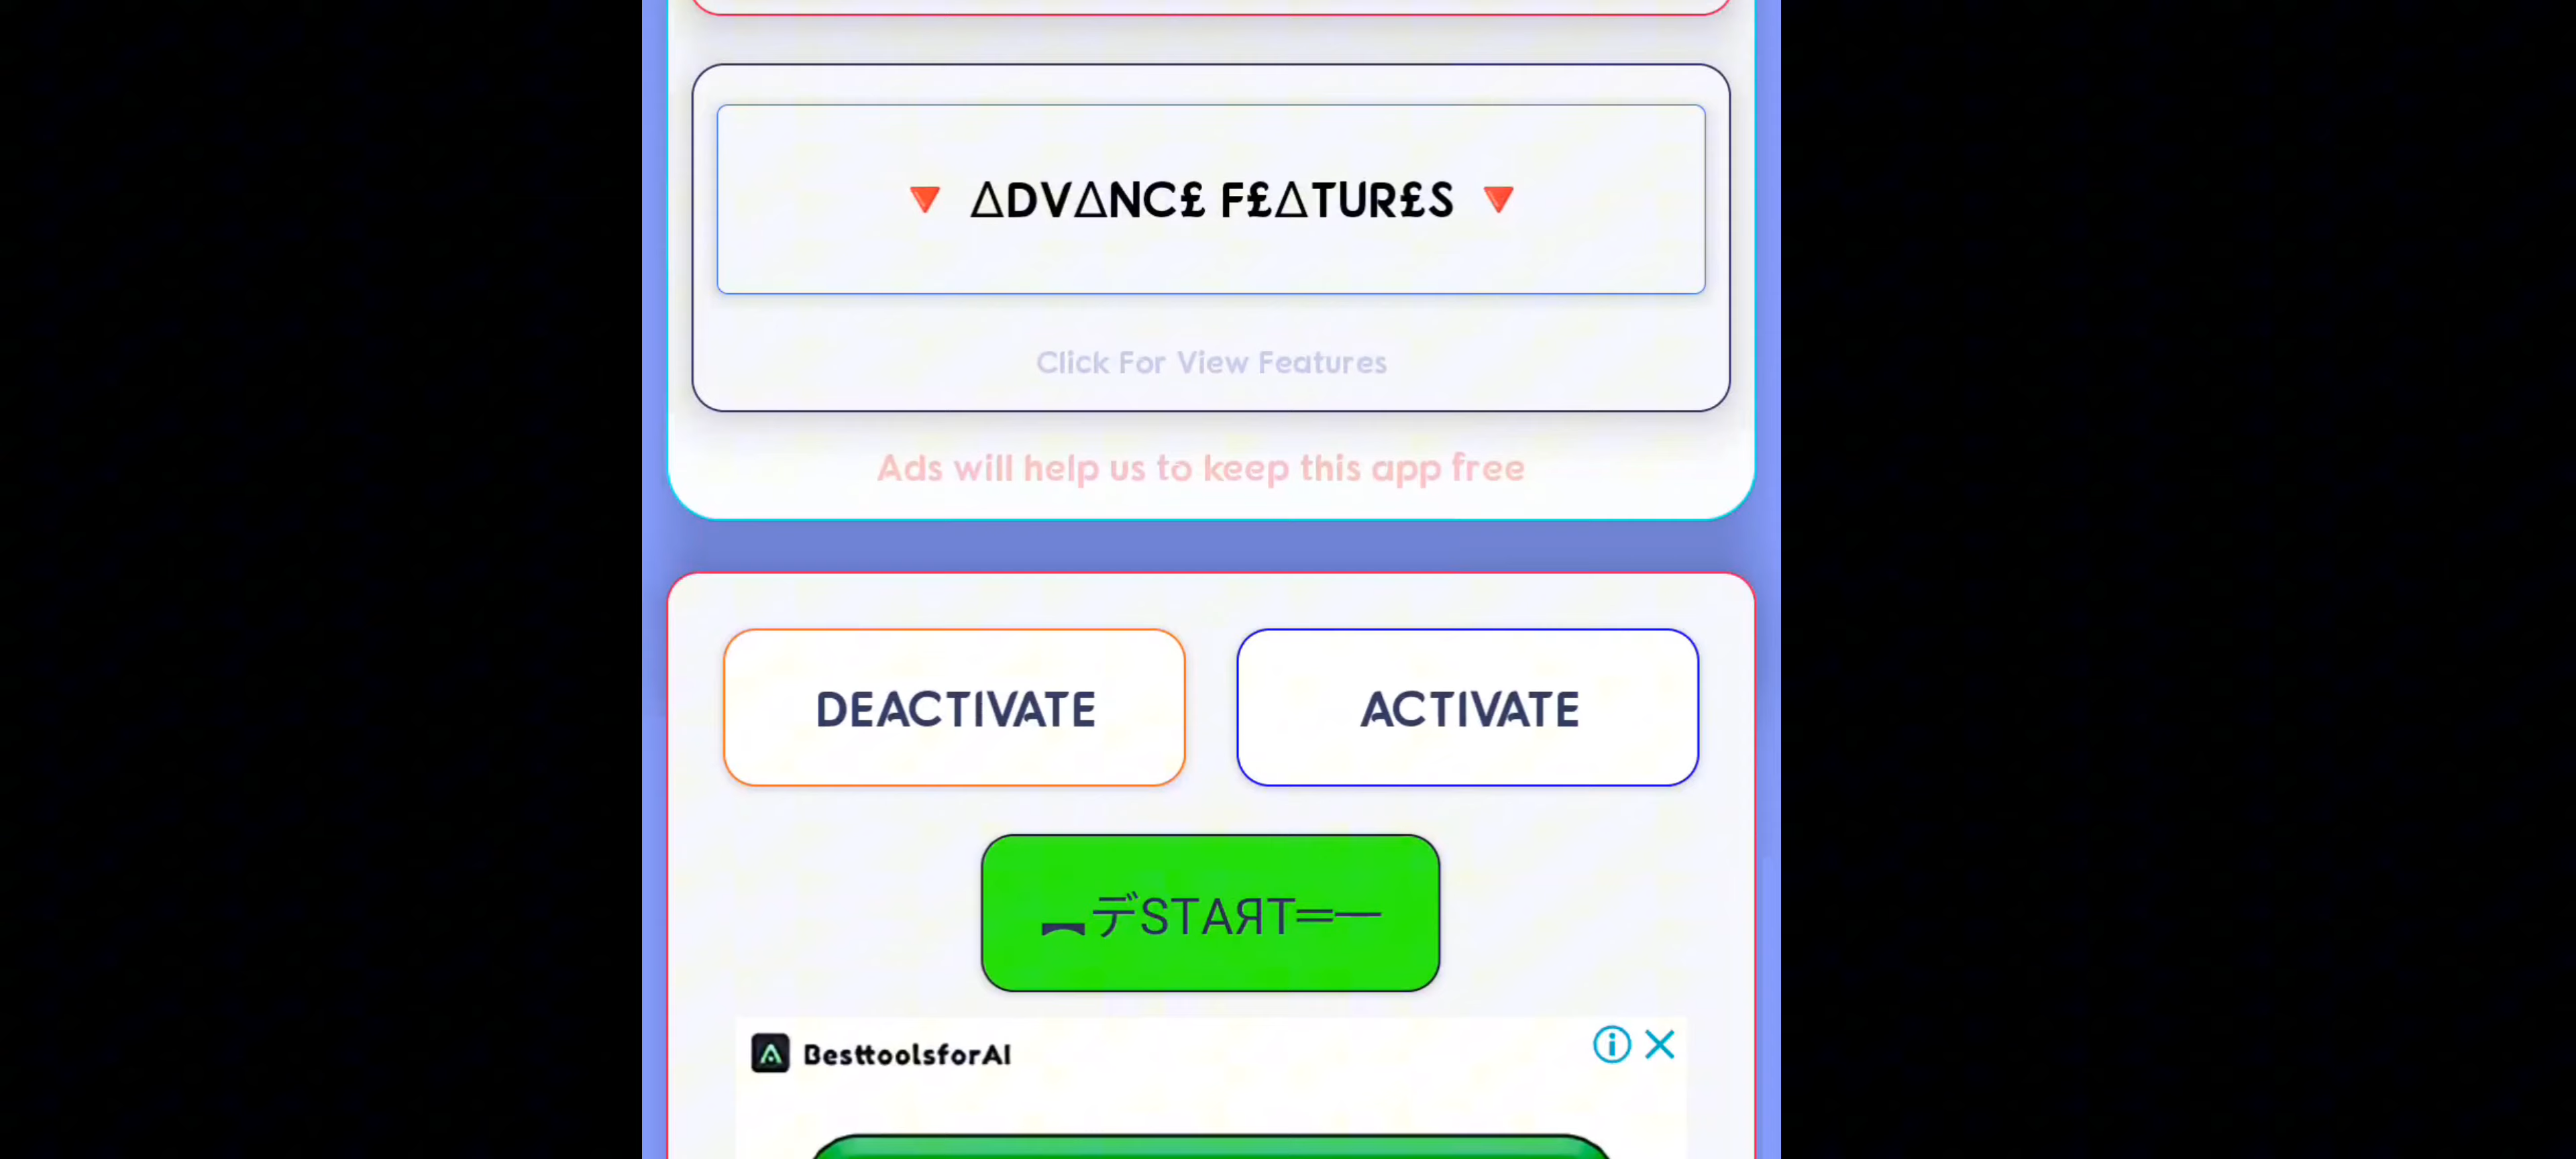 🔻 ΔDVΔNC£ F£ΔTUR£S 🔻
Click For View Features
Ads will help us to keep this app free
DEACTIVATE
ACTIVATE
︻デSTAЯT═一
BesttoolsforAI